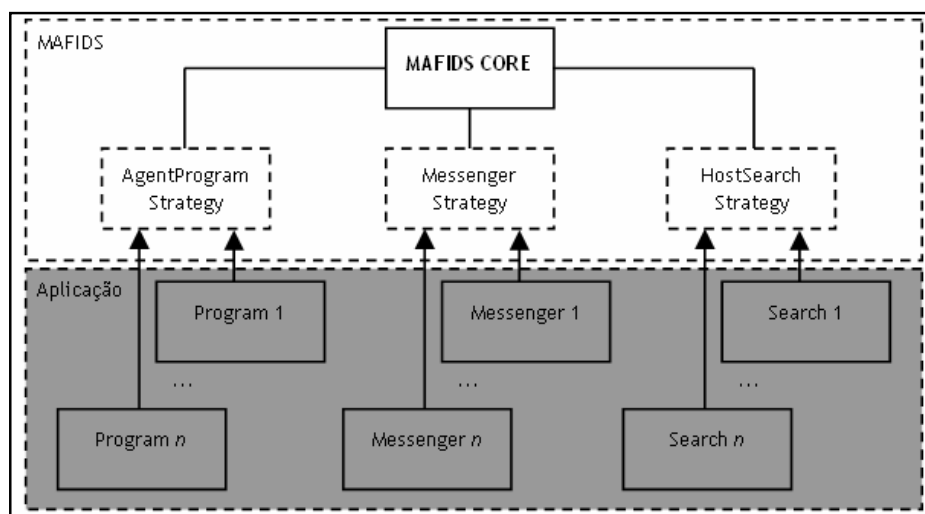 MAFIDS
MAFIDS CORE
AgentProgram
Strategy
Messenger
Strategy
HostSearch
Strategy
Aplicação
Program 1
Messenger 1
Search 1
...
...
...
Program n
Messenger n
Search n